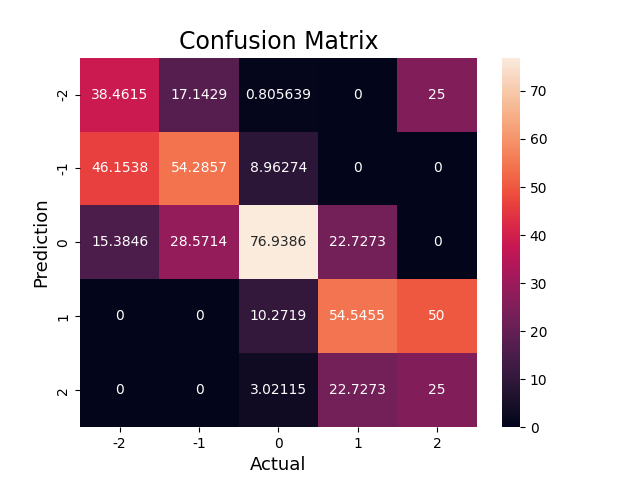 Confusion Matrix
-2 38.4615 17.1429 0.805639 0 25
-1 46.1538 54.2857 8.96274 0 0
0 15.3846 28.5714 76.9386 22.7273 0
1 0 0 10.2719 54.5455 50
2 0 0 3.02115 22.7273 25
-2 -1 0 1 2
Prediction
Actual
70
60
50
40
30
20
10
0